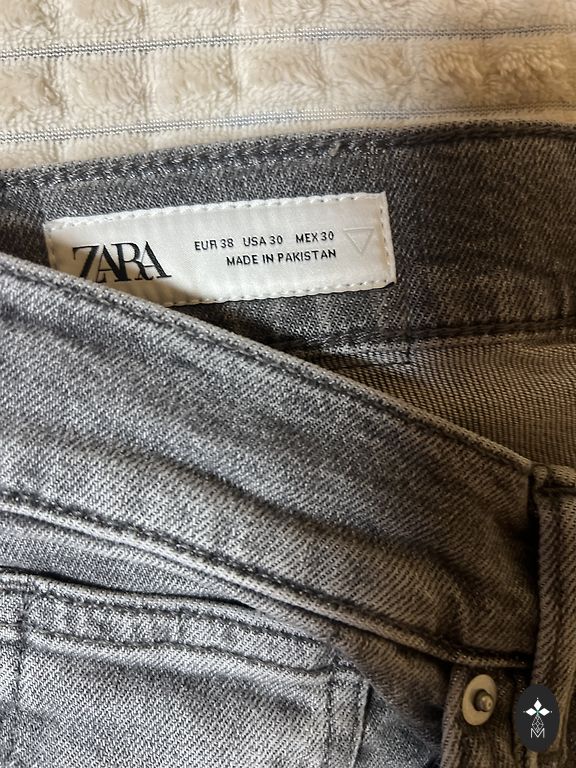 ZARA
EUR 38 USA 30 MEX 30
MADE IN PAKISTAN
M